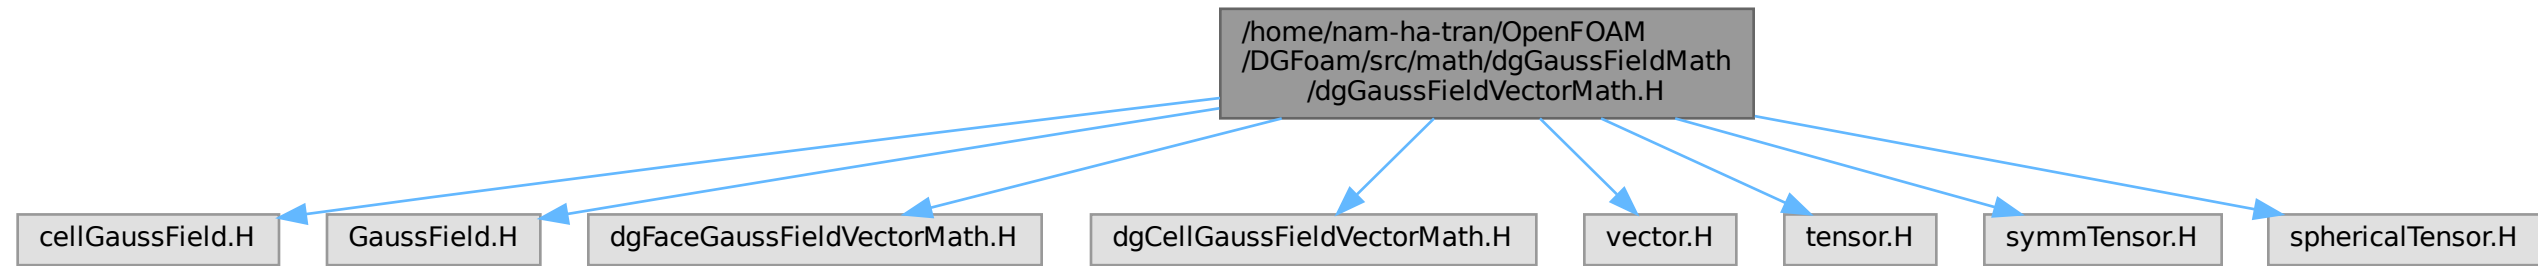 /home/nam-ha-tran/OpenFOAM
/DGFoam/src/math/dgGaussFieldMath
/dgGaussFieldVectorMath.H
cellGaussField.H
GaussField.H
dgFaceGaussFieldVectorMath.H
dgCellGaussFieldVectorMath.H
vector.H
tensor.H
symmTensor.H
sphericalTensor.H